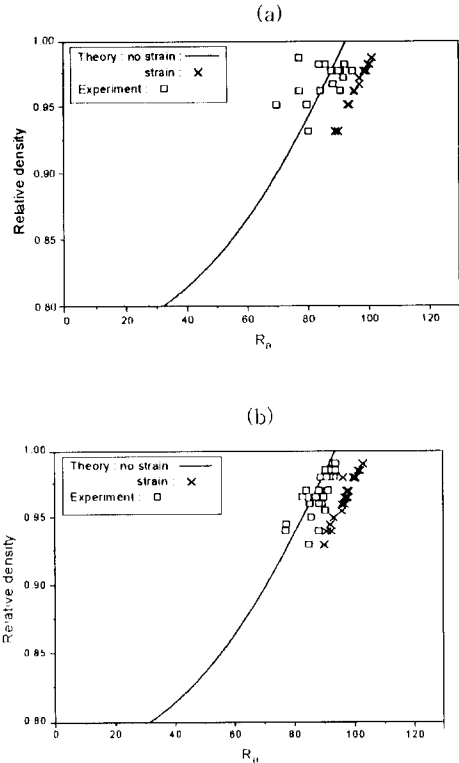 (a)
1.00
0.95
0.90
0.85
0.80
Relative density
Theory : no strain
strain :
Experiment :
0 20 40 60 80 100 120
Ra
(b)
1.00
0.95
0.90
0.85
0.80
Relative density
Theory : no strain
strain :
Experiment :
0 20 40 60 80 100 120
Ra